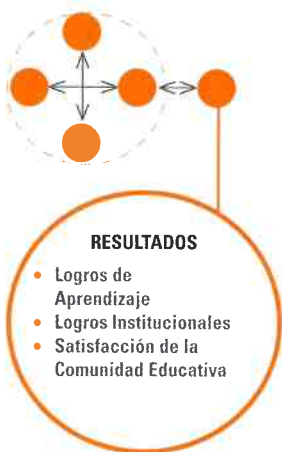 RESULTADOS
• Logros de
Aprendizaje
• Logros Institucionales
• Satisfacción de la
Comunidad Educativa